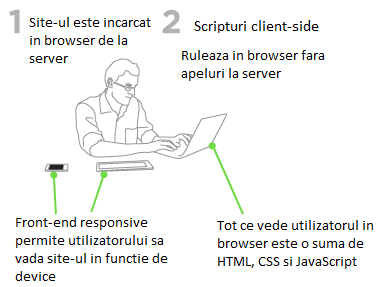 1 Site-ul este incarcat
in browser de la
server
2 Scripturi client-side
Ruleaza in browser fara
apeluri la server
Front-end responsive
permite utilizatorului sa
vada site-ul in functie de
device
Tot ce vede utilizatorul in
browser este o suma de
HTML, CSS si JavaScript